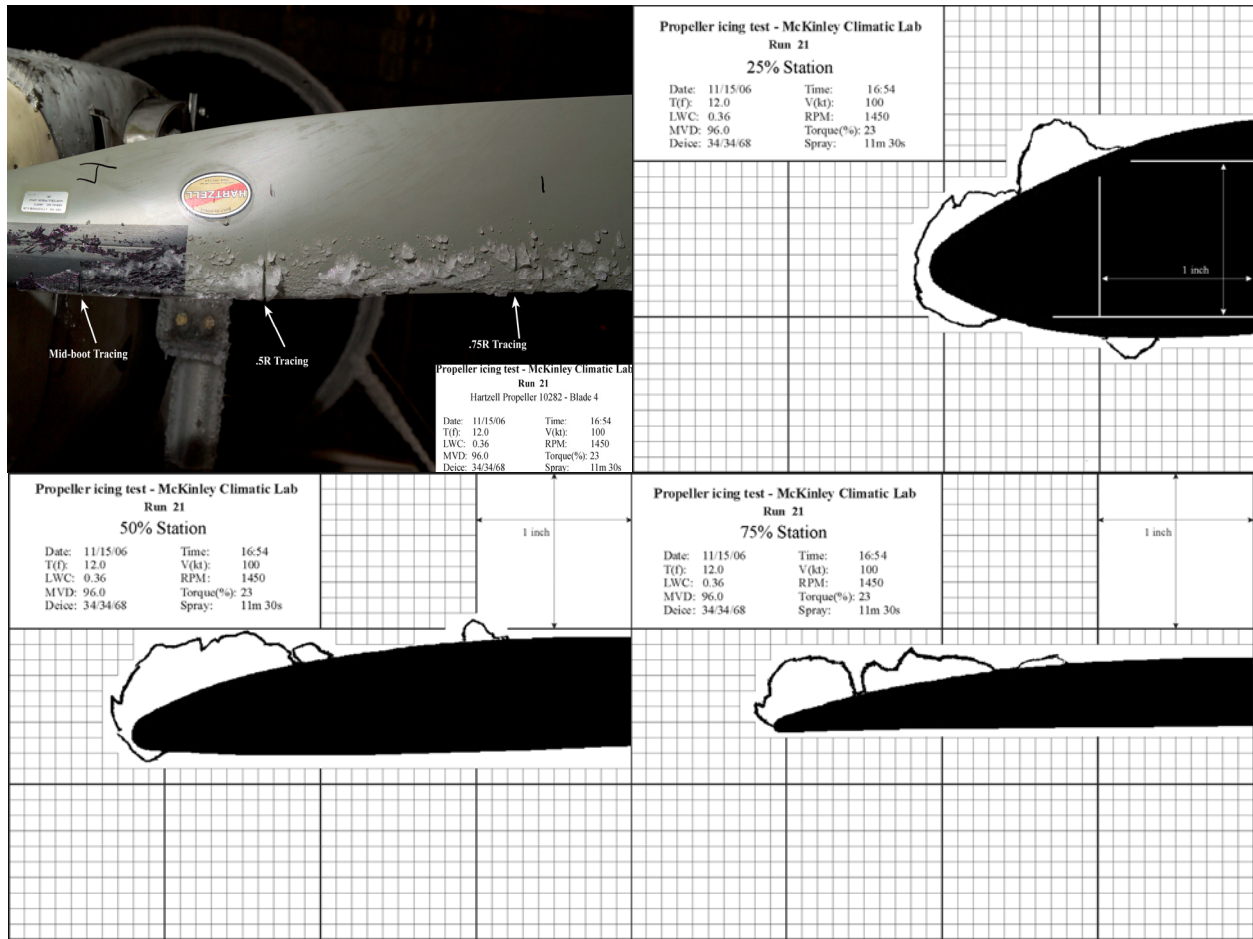 HARTZELL
Mid-boot Tracing
.5R Tracing
.75R Tracing
Propeller icing test - McKinley Climatic Lab
Run 21
Hartzell Propeller 10282 - Blade 4
Date: 11/15/06 Time: 16:54
T(f): 12.0 V(kt): 100
LWC: 0.36 RPM: 1450
MVD: 96.0 Torque(%): 23
Deice: 34/34/68 Spray: 11m 30s
Propeller icing test - McKinley Climatic Lab
Run 21
25% Station
Date: 11/15/06 Time: 16:54
T(f): 12.0 V(kt): 100
LWC: 0.36 RPM: 1450
MVD: 96.0 Torque(%): 23
Deice: 34/34/68 Spray: 11m 30s
1 inch
Propeller icing test - McKinley Climatic Lab
Run 21
50% Station
Date: 11/15/06 Time: 16:54
T(f): 12.0 V(kt): 100
LWC: 0.36 RPM: 1450
MVD: 96.0 Torque(%): 23
Deice: 34/34/68 Spray: 11m 30s
1 inch
Propeller icing test - McKinley Climatic Lab
Run 21
75% Station
Date: 11/15/06 Time: 16:54
T(f): 12.0 V(kt): 100
LWC: 0.36 RPM: 1450
MVD: 96.0 Torque(%): 23
Deice: 34/34/68 Spray: 11m 30s
1 inch